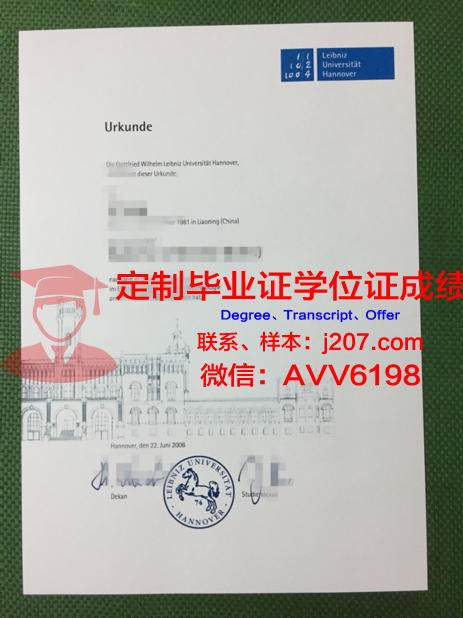 Leibniz
Universität
Hannover
Urkunde
Die Gottfried Wilhelm Leibniz Universität Hannover,
mit dieser Urkunde,
1981 in Liaoning (China)
定制毕业证学位证成绩
Degree、Transcript、Offer
联系、样本：j207.com
微信：AVV6198
Hannover, den 22. Juni 2006
Dekan
LEIBNIZ UNIVERSITÄT
74
HANNOVER